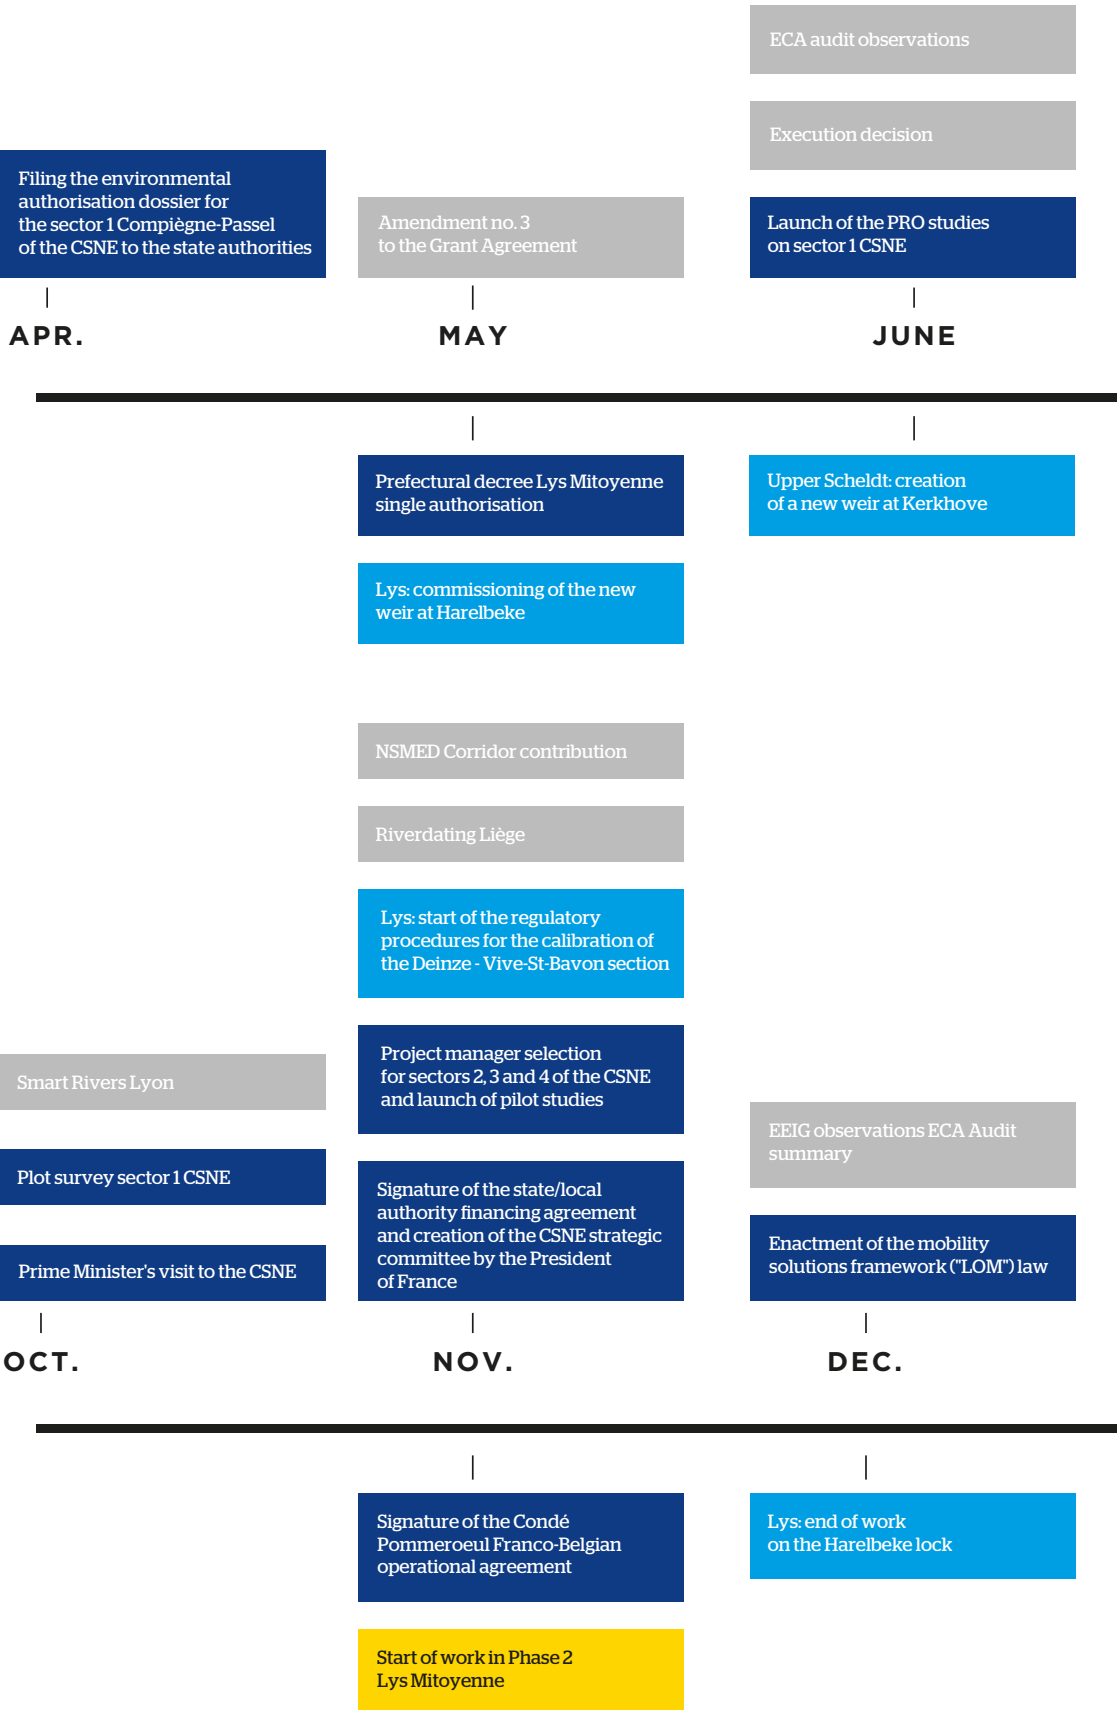 ECA audit observations
Execution decision
Filing the environmental
authorisation dossier for
the sector 1 Compiègne-Passel
of the CSNE to the state authorities
Amendment no. 3
to the Grant Agreement
Launch of the PRO studies
on sector 1 CSNE
APR.
MAY
JUNE
Prefectural decree Lys Mitoyenne
single authorisation
Upper Scheldt: creation
of a new weir at Kerkhove
Lys: commissioning of the new
weir at Harelbeke
NSMED Corridor contribution
Riverdating Liège
Lys: start of the regulatory
procedures for the calibration of
the Deinze - Vive-St-Bavon section
Project manager selection
for sectors 2, 3 and 4 of the CSNE
and launch of pilot studies
Smart Rivers Lyon
EEIG observations ECA Audit
summary
Plot survey sector 1 CSNE
Signature of the state/local
authority financing agreement
and creation of the CSNE strategic
committee by the President
of France
Enactment of the mobility
solutions framework ("LOM") law
Prime Minister's visit to the CSNE
OCT.
NOV.
DEC.
Signature of the Condé
Pommeroeul Franco-Belgian
operational agreement
Lys: end of work
on the Harelbeke lock
Start of work in Phase 2
Lys Mitoyenne